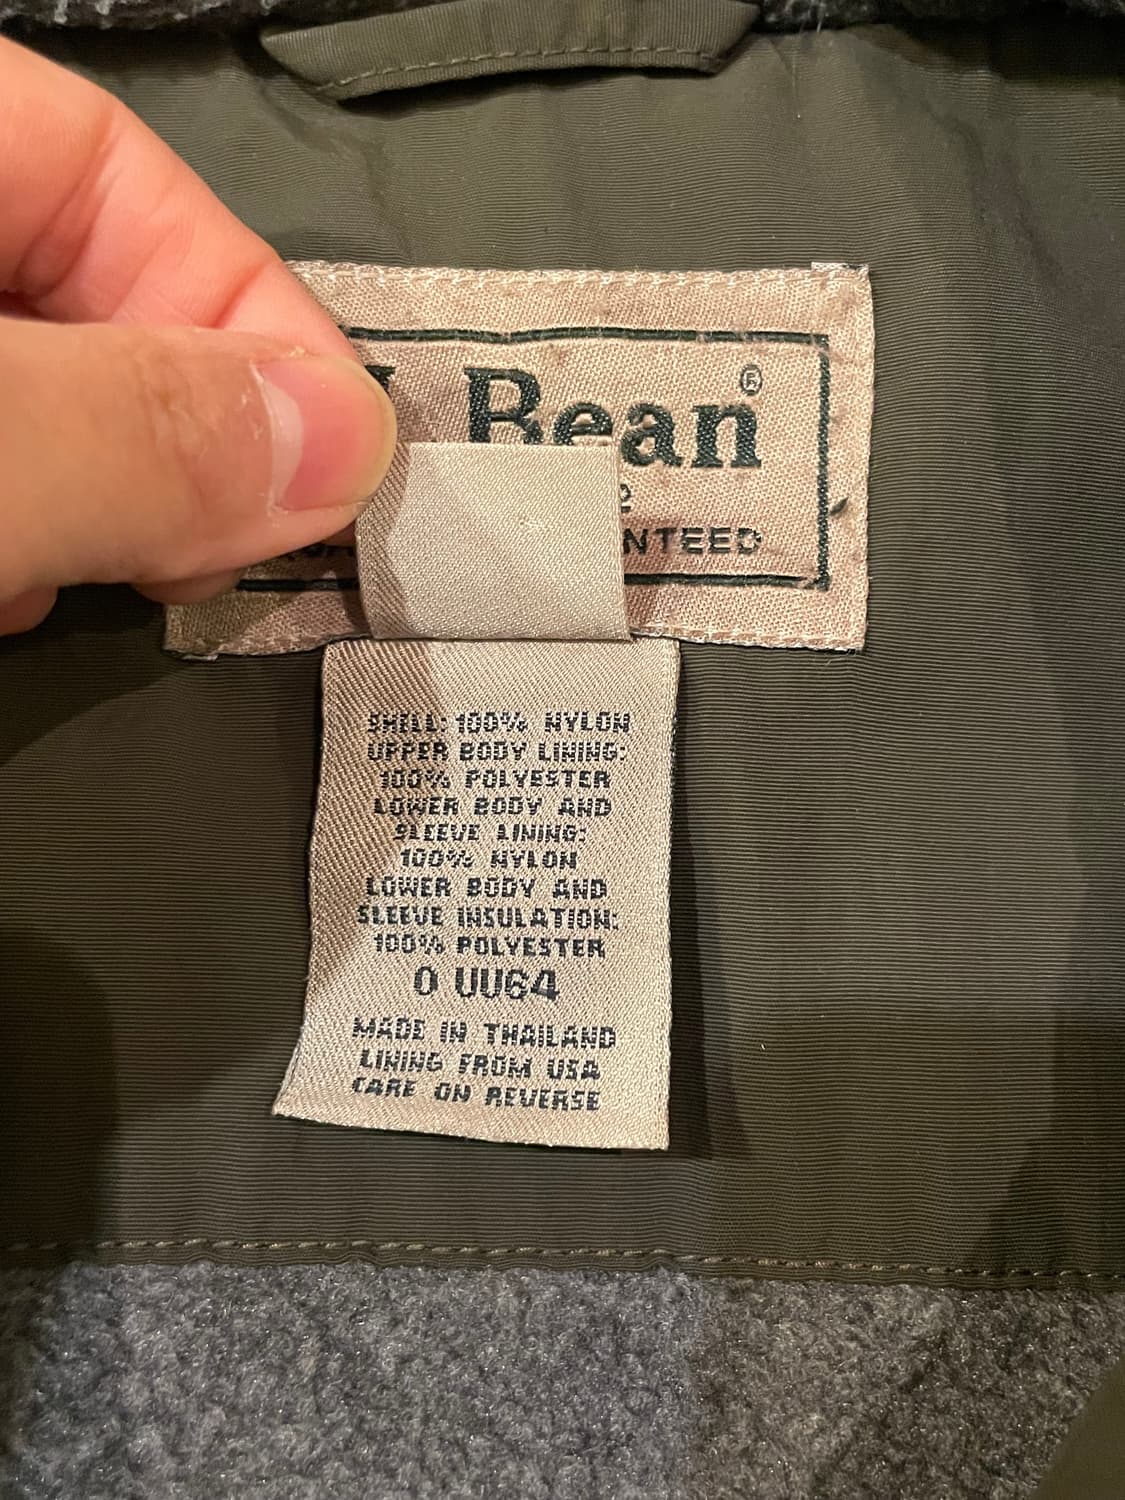 Bean®
NTEED
SHELL: 100% NYLON
UPPER BODY LINING:
100% POLYESTER
LOWER BODY AND
SLEEVE LINING:
100% NYLON
LOWER BODY AND
SLEEVE INSULATION:
100% POLYESTER
0 UU64
MADE IN THAILAND
LINING FROM USA
CARE ON REVERSE